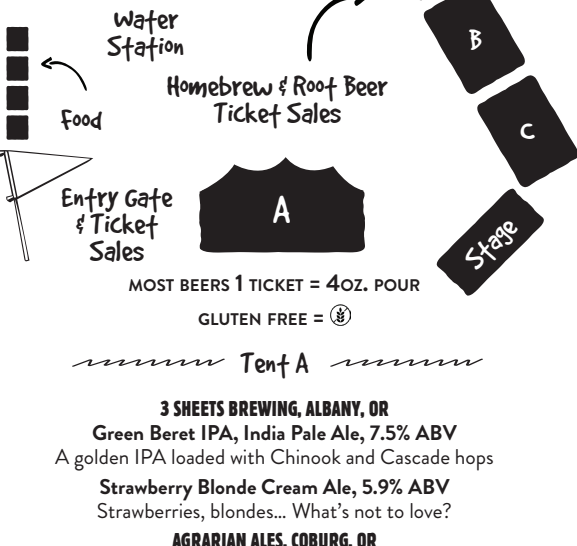 Water
Station
B
Homebrew & Root Beer
Ticket Sales
Food
C
Entry Gate
& Ticket
Sales
A
Stage
MOST BEERS 1 TICKET = 4OZ. POUR
GLUTEN FREE =
Tent A
3 SHEETS BREWING, ALBANY, OR
Green Beret IPA, India Pale Ale, 7.5% ABV
A golden IPA loaded with Chinook and Cascade hops
Strawberry Blonde Cream Ale, 5.9% ABV
Strawberries, blondes... What's not to love?
AGRARIAN ALES, COBURG, OR